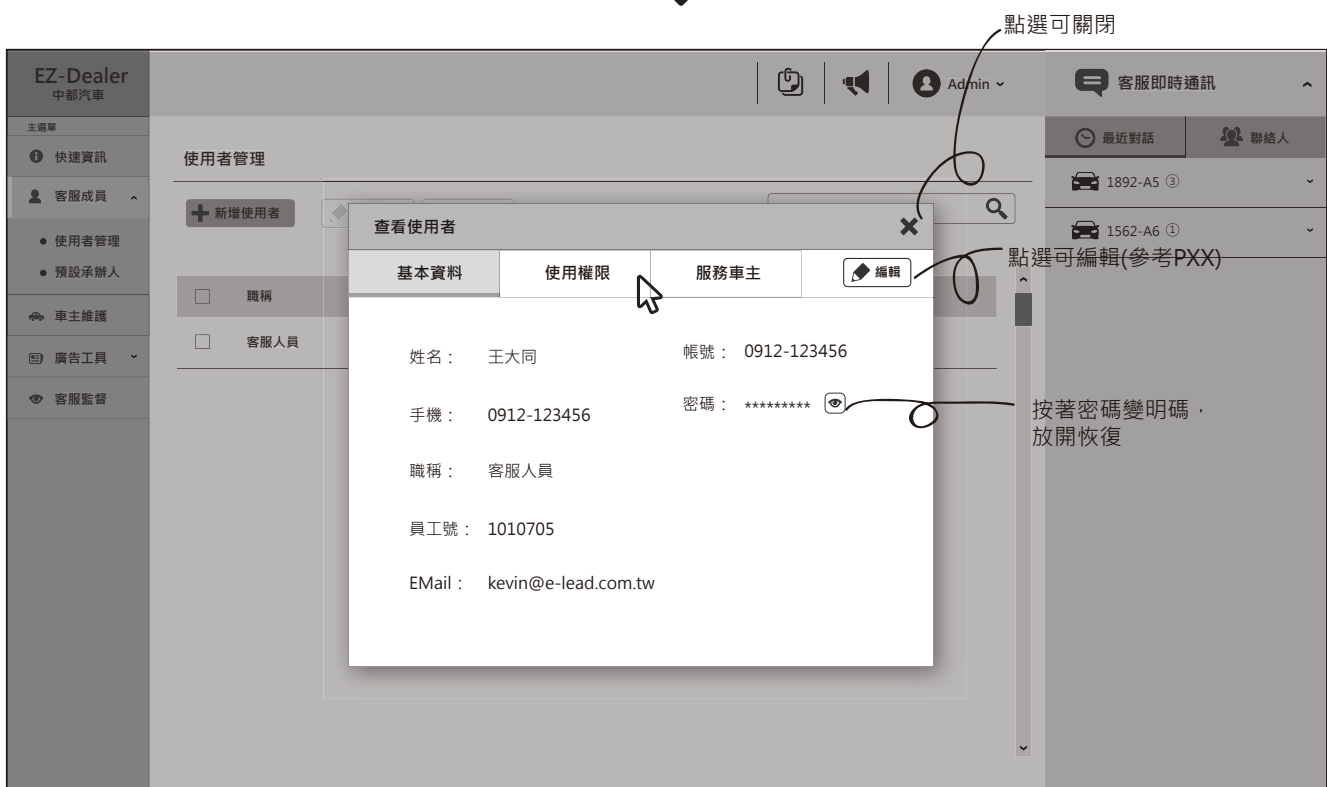 點選可關閉
EZ-Dealer
中都汽車
Admin
客服即時通訊
主選單
快速資訊
客服成員
使用者管理
預設承辦人
車主維護
廣告工具
客服監督
使用者管理
新增使用者
職稱
客服人員
最近對話
聯絡人
1892-A5 ③
1562-A6 ①
查看使用者
基本資料
使用權限
服務車主
編輯
點選可編輯(參考PXX)
姓名： 王大同
帳號： 0912-123456
手機： 0912-123456
密碼： *********
職稱： 客服人員
員工號： 1010705
EMail： kevin@e-lead.com.tw
按著密碼變明碼，
放開恢復